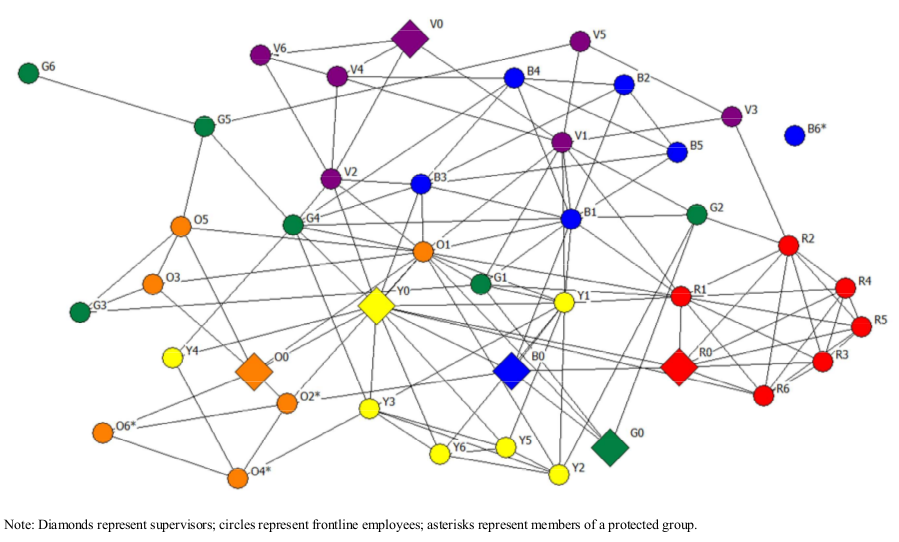 V0
V5
V6
V4
B4
B2
G6
V3
G5
B6*
V1
B5
V2
B3
G2
B1
O5
G4
R2
O1
O3
G1
R4
Y0
Y1
R1
G3
R5
Y4
O0
B0
R0
R3
O2*
Y3
R6
O6*
Y6
Y5
G0
O4*
Y2
Note: Diamonds represent supervisors; circles represent frontline employees; asterisks represent members of a protected group.